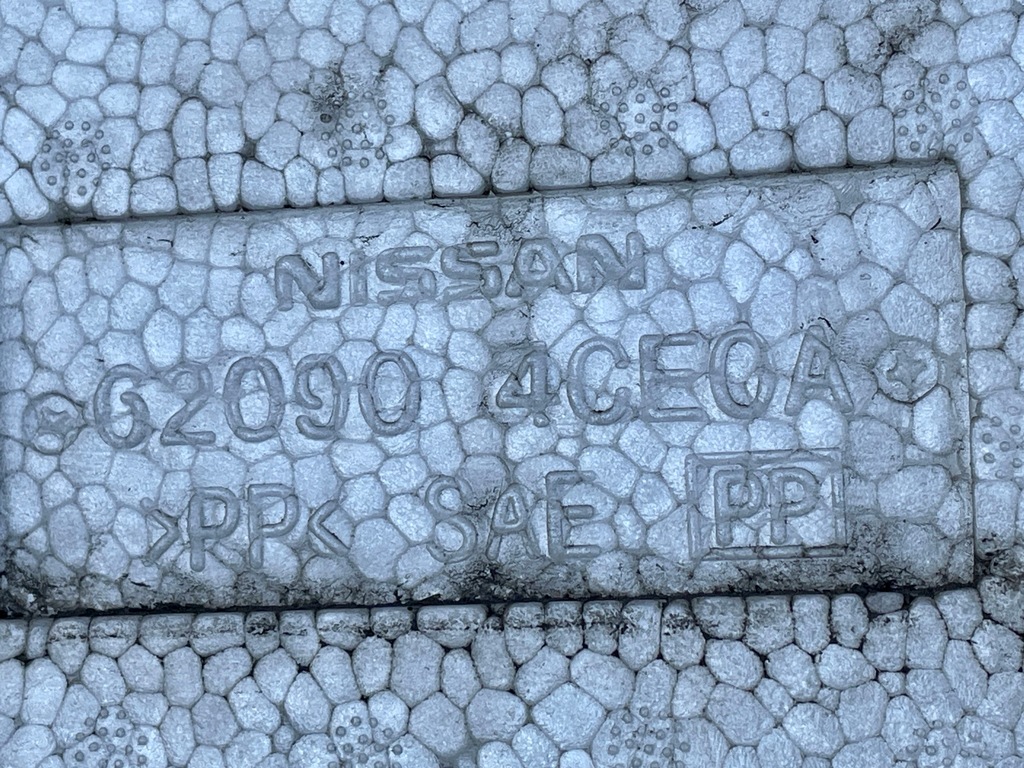 NISSAN
62090 4CE0A
>PP< SAE PP